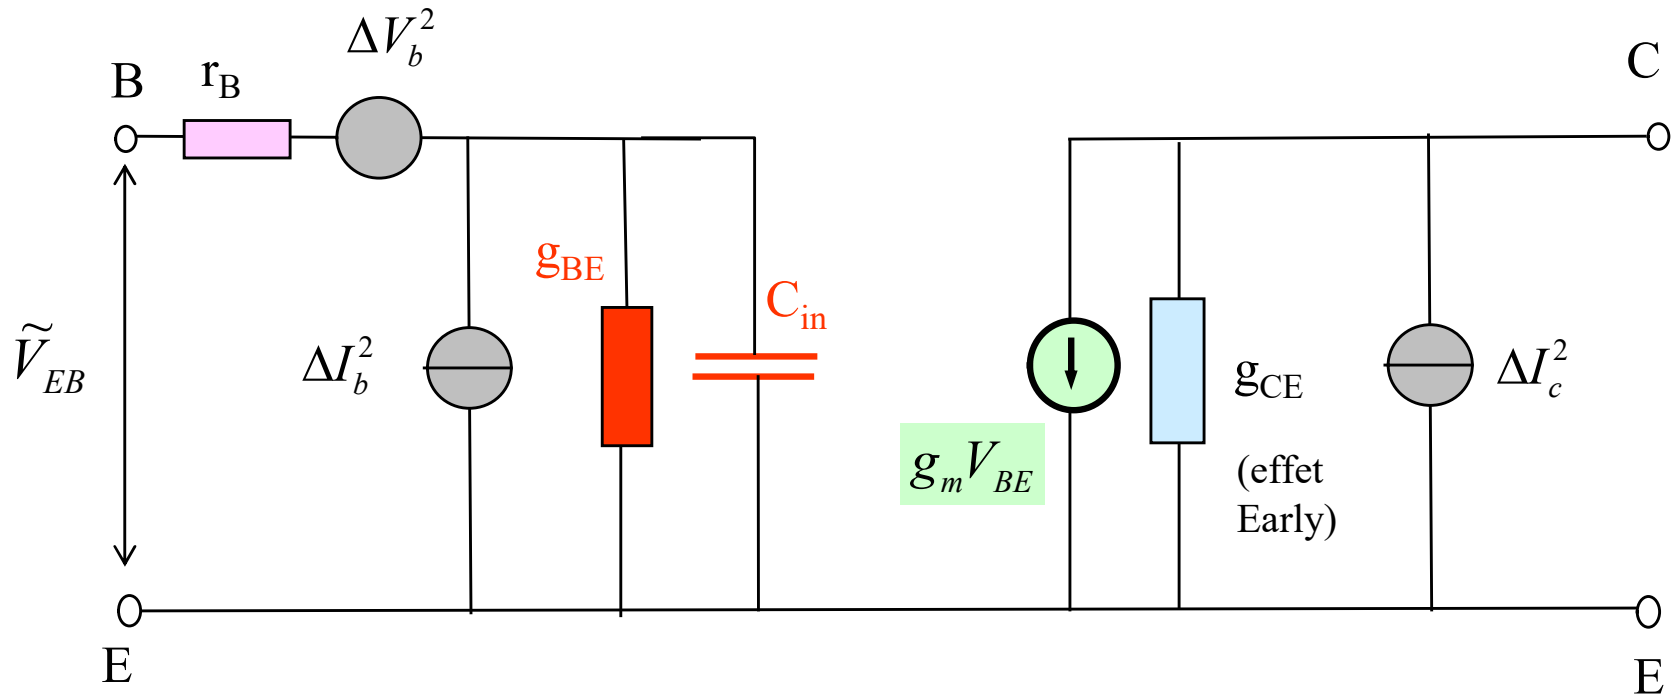 ΔV_b^2
B
r_B
C
g_BE
C_in
Ṽ_EB
ΔI_b^2
g_m V_BE
g_CE
(effet
Early)
ΔI_c^2
E
E